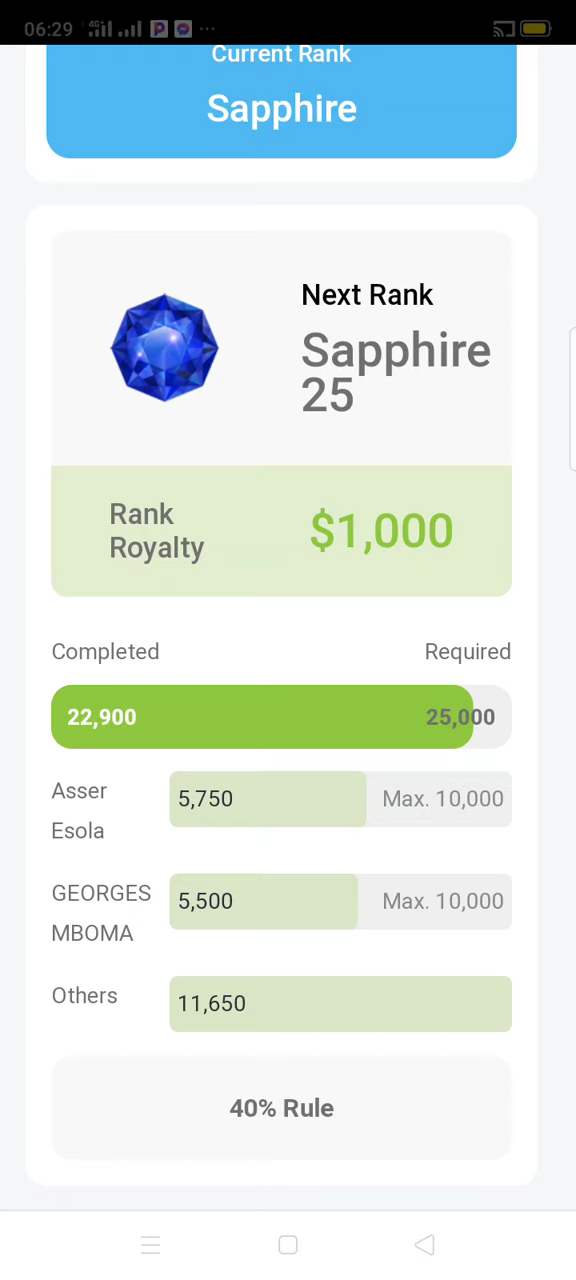 06:29 4G+ ...
Current Rank
Sapphire
Next Rank
Sapphire
25
Rank
Royalty
$1,000
Completed
Required
22,900
25,000
Asser
Esola
5,750
Max. 10,000
GEORGES
MBOMA
5,500
Max. 10,000
Others
11,650
40% Rule